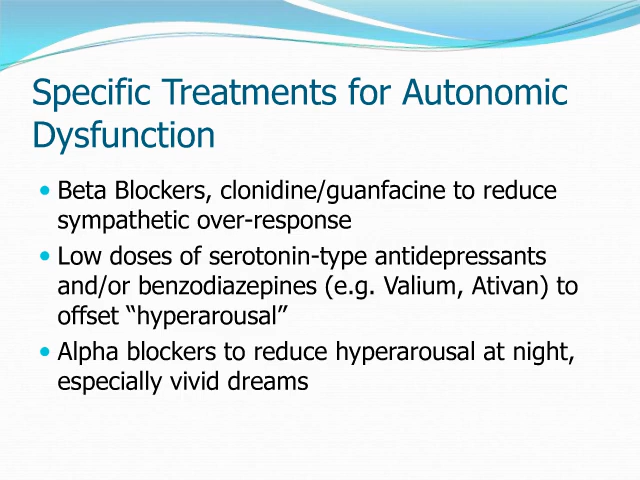 Specific Treatments for Autonomic
Dysfunction
• Beta Blockers, clonidine/guanfacine to reduce
sympathetic over-response
• Low doses of serotonin-type antidepressants
and/or benzodiazepines (e.g. Valium, Ativan) to
offset “hyperarousal”
• Alpha blockers to reduce hyperarousal at night,
especially vivid dreams